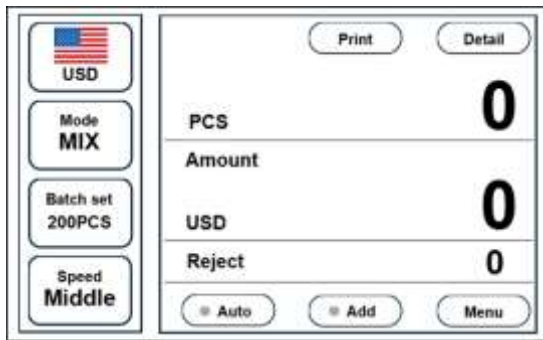 USD
Mode
MIX
Batch set
200PCS
Speed
Middle
Print
Detail
PCS
0
Amount
USD
0
Reject
0
Auto
Add
Menu